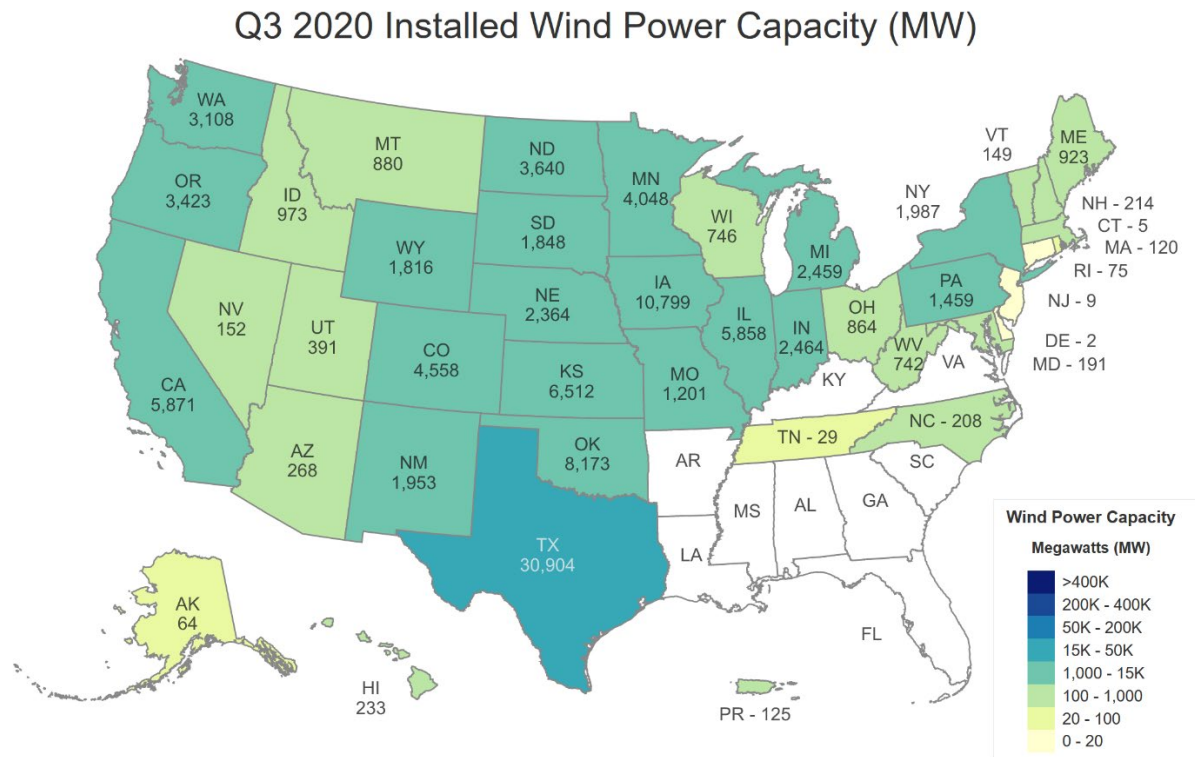 Q3 2020 Installed Wind Power Capacity (MW)
WA
3,108
MT
880
ND
3,640
MN
4,048
VT
149
ME
923
OR
3,423
ID
973
WI
746
NY
1,987
NH - 214
CT - 5
MA - 120
RI - 75
WY
1,816
SD
1,848
MI
2,459
NJ - 9
NV
152
UT
391
CO
4,558
NE
2,364
IA
10,799
IL
5,858
IN
2,464
OH
864
PA
1,459
DE - 2
MD - 191
WV
742
VA
CA
5,871
KS
6,512
MO
1,201
KY
AZ
268
NM
1,953
OK
8,173
AR
TN - 29
NC - 208
SC
MS
AL
GA
LA
TX
30,904
FL
AK
64
HI
233
PR - 125
Wind Power Capacity
Megawatts (MW)
>400K
200K - 400K
50K - 200K
15K - 50K
1,000 - 15K
100 - 1,000
20 - 100
0 - 20